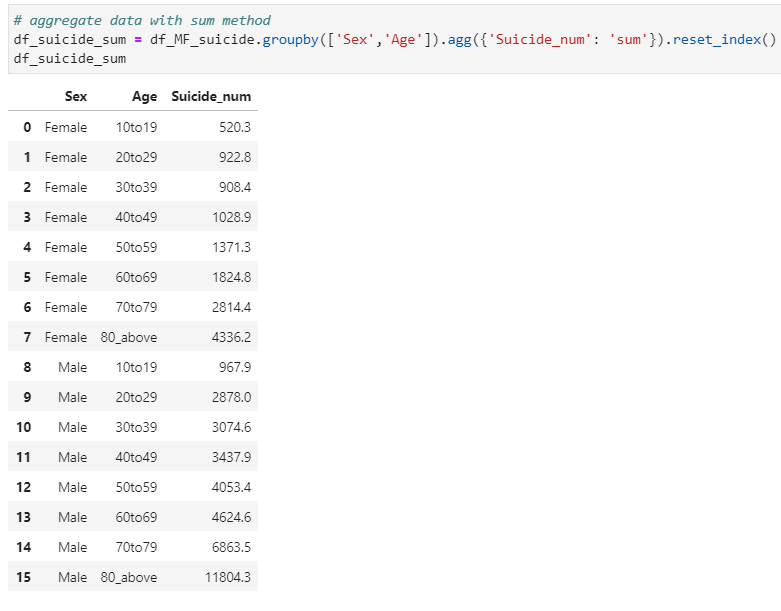 # aggregate data with sum method
df_suicide_sum = df_MF_suicide.groupby(['Sex','Age']).agg({'Suicide_num': 'sum'}).reset_index()
df_suicide_sum
Sex Age Suicide_num
0 Female 10to19 520.3
1 Female 20to29 922.8
2 Female 30to39 908.4
3 Female 40to49 1028.9
4 Female 50to59 1371.3
5 Female 60to69 1824.8
6 Female 70to79 2814.4
7 Female 80_above 4336.2
8 Male 10to19 967.9
9 Male 20to29 2878.0
10 Male 30to39 3074.6
11 Male 40to49 3437.9
12 Male 50to59 4053.4
13 Male 60to69 4624.6
14 Male 70to79 6863.5
15 Male 80_above 11804.3